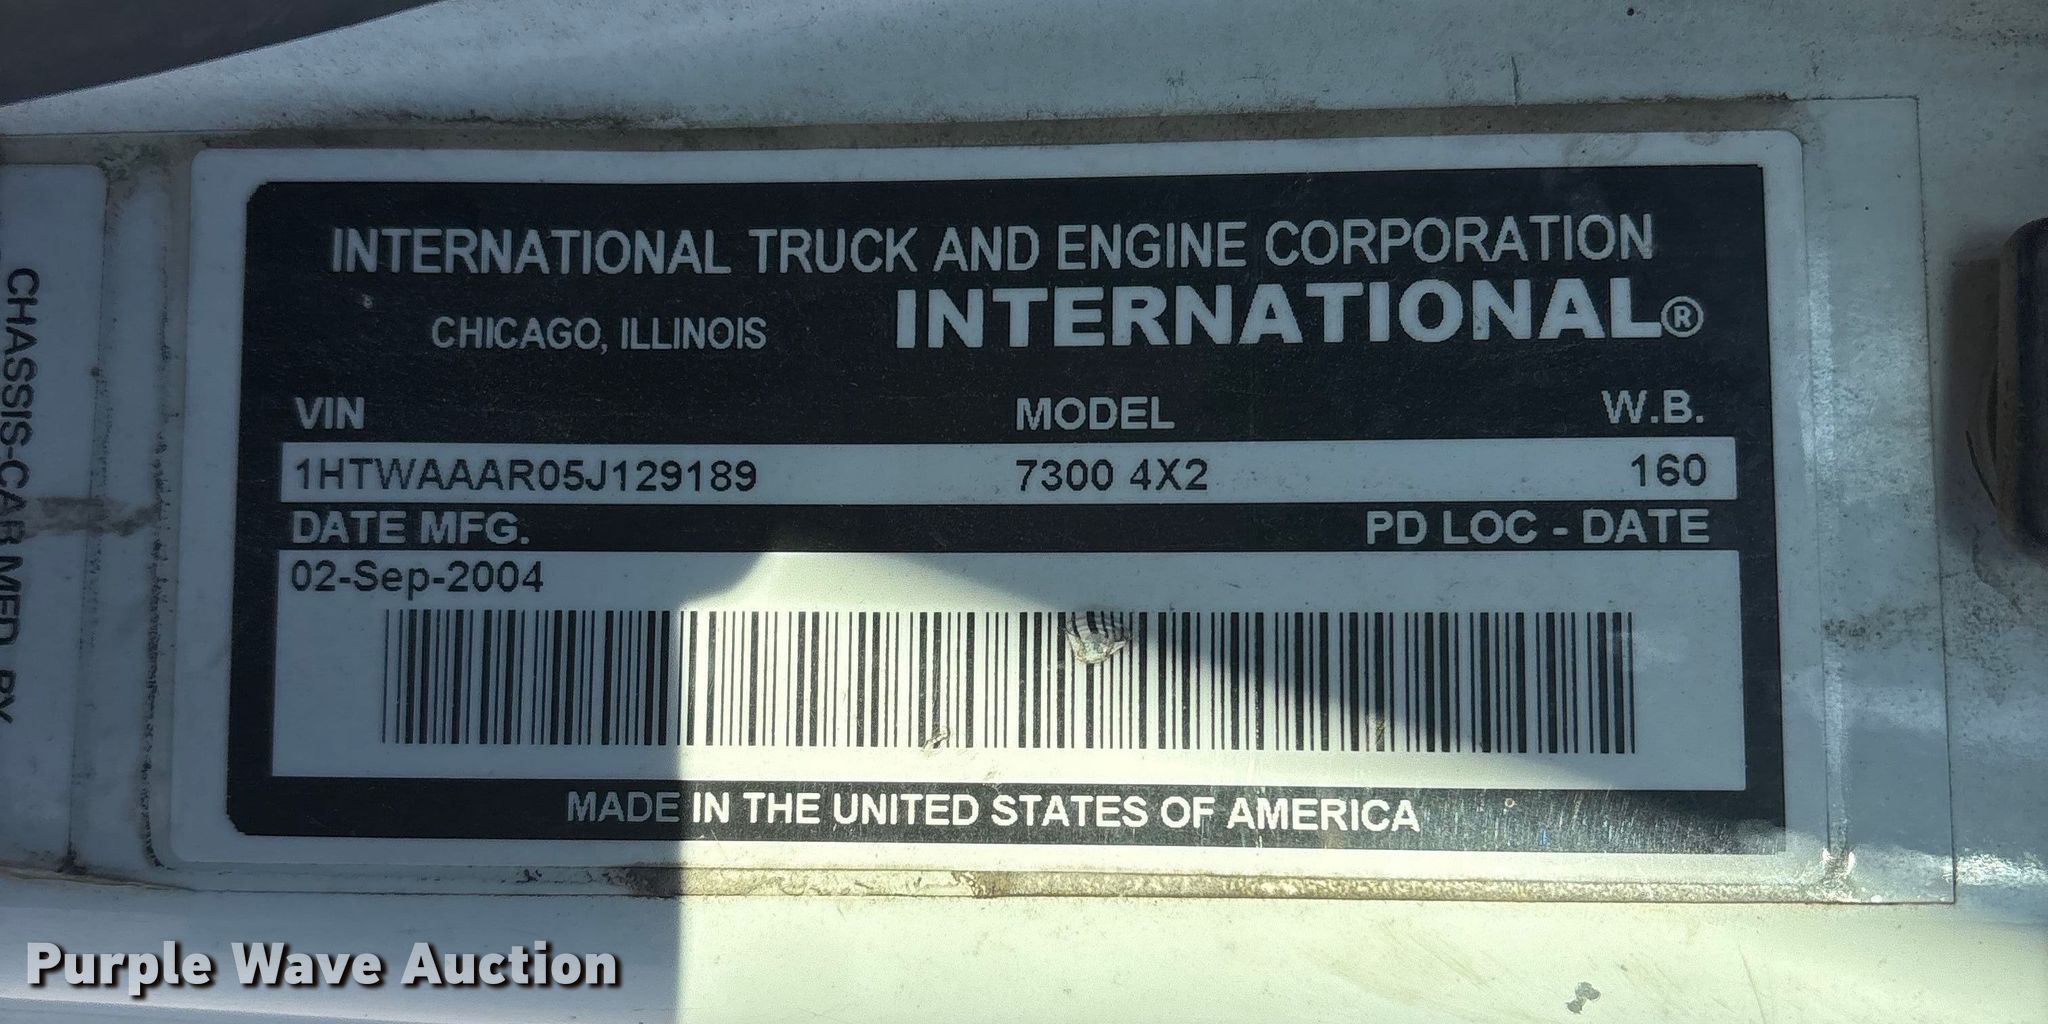 INTERNATIONAL TRUCK AND ENGINE CORPORATION
CHICAGO, ILLINOIS INTERNATIONAL®
VIN MODEL W.B.
1HTWAAAR05J129189 7300 4X2 160
DATE MFG. PD LOC - DATE
02-Sep-2004
MADE IN THE UNITED STATES OF AMERICA
CHASSIS-CAB MFD BY
Purple Wave Auction